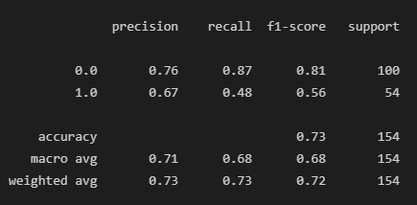 precision recall f1-score support
0.0 0.76 0.87 0.81 100
1.0 0.67 0.48 0.56 54
accuracy 0.73 154
macro avg 0.71 0.68 0.68 154
weighted avg 0.73 0.73 0.72 154